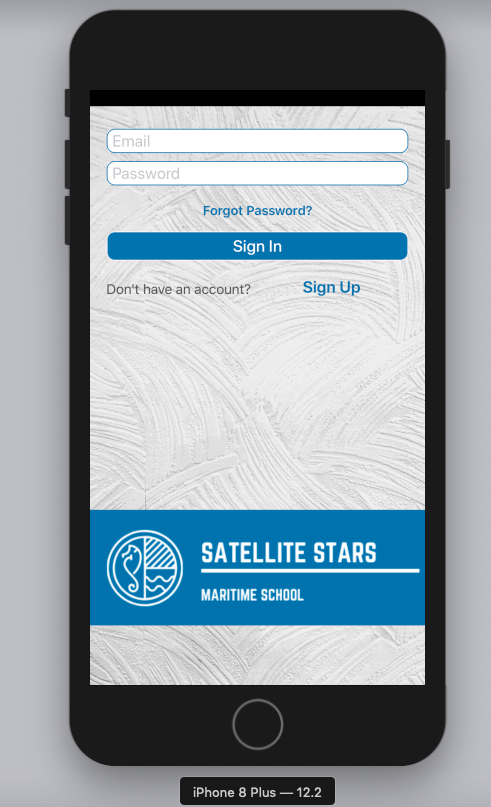 Email
Password
Forgot Password?
Sign In
Don't have an account? Sign Up
SATELLITE STARS
MARITIME SCHOOL
iPhone 8 Plus — 12.2